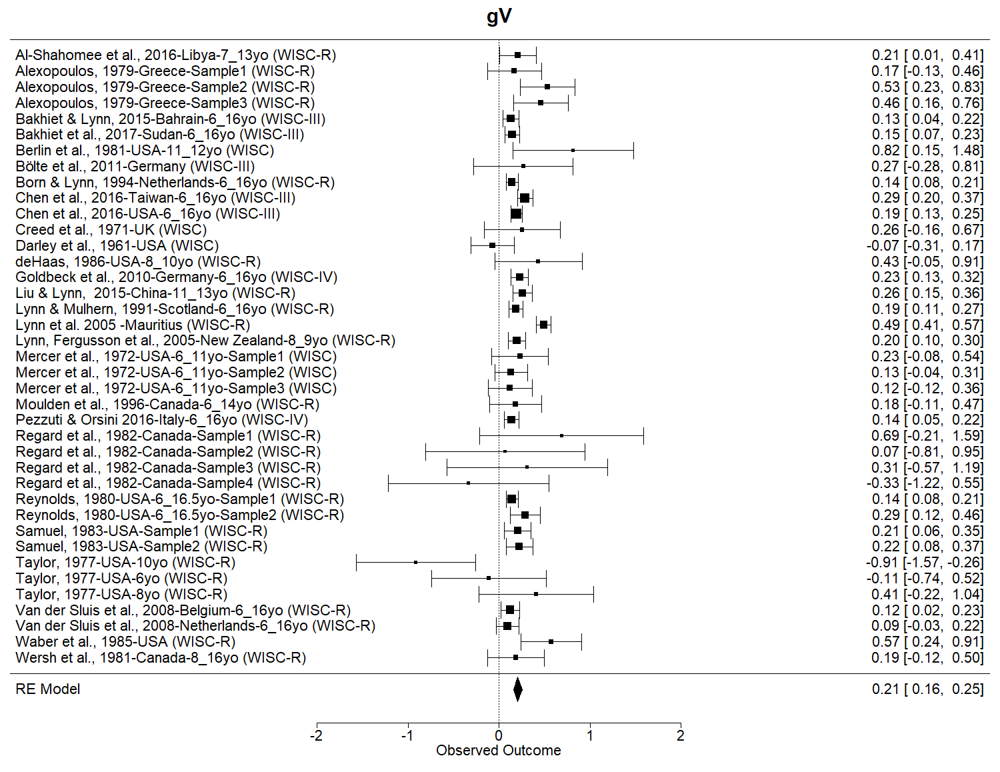 gV
Al-Shahomee et al., 2016-Libya-7_13yo (WISC-R) 0.21 [ 0.01, 0.41]
Alexopoulos, 1979-Greece-Sample1 (WISC-R) 0.17 [-0.13, 0.46]
Alexopoulos, 1979-Greece-Sample2 (WISC-R) 0.53 [ 0.23, 0.83]
Alexopoulos, 1979-Greece-Sample3 (WISC-R) 0.46 [ 0.16, 0.76]
Bakhiet & Lynn, 2015-Bahrain-6_16yo (WISC-III) 0.13 [ 0.04, 0.22]
Bakhiet et al., 2017-Sudan-6_16yo (WISC-III) 0.15 [ 0.07, 0.23]
Berlin et al., 1981-USA-11_12yo (WISC) 0.82 [ 0.15, 1.48]
Bölte et al., 2011-Germany (WISC-III) 0.27 [-0.28, 0.81]
Born & Lynn, 1994-Netherlands-6_16yo (WISC-R) 0.14 [ 0.08, 0.21]
Chen et al., 2016-Taiwan-6_16yo (WISC-III) 0.29 [ 0.20, 0.37]
Chen et al., 2016-USA-6_16yo (WISC-III) 0.19 [ 0.13, 0.25]
Creed et al., 1971-UK (WISC) 0.26 [-0.16, 0.67]
Darley et al., 1961-USA (WISC) -0.07 [-0.31, 0.17]
deHaas, 1986-USA-8_10yo (WISC-R) 0.43 [-0.05, 0.91]
Goldbeck et al., 2010-Germany-6_16yo (WISC-IV) 0.23 [ 0.13, 0.32]
Liu & Lynn, 2015-China-11_13yo (WISC-R) 0.26 [ 0.15, 0.36]
Lynn & Mulhern, 1991-Scotland-6_16yo (WISC-R) 0.19 [ 0.11, 0.27]
Lynn et al. 2005 -Mauritius (WISC-R) 0.49 [ 0.41, 0.57]
Lynn, Fergusson et al., 2005-New Zealand-8_9yo (WISC-R) 0.20 [ 0.10, 0.30]
Mercer et al., 1972-USA-6_11yo-Sample1 (WISC) 0.23 [-0.08, 0.54]
Mercer et al., 1972-USA-6_11yo-Sample2 (WISC) 0.13 [-0.04, 0.31]
Mercer et al., 1972-USA-6_11yo-Sample3 (WISC) 0.12 [-0.12, 0.36]
Moulden et al., 1996-Canada-6_14yo (WISC-R) 0.18 [-0.11, 0.47]
Pezzuti & Orsini 2016-Italy-6_16yo (WISC-IV) 0.14 [ 0.05, 0.22]
Regard et al., 1982-Canada-Sample1 (WISC-R) 0.69 [-0.21, 1.59]
Regard et al., 1982-Canada-Sample2 (WISC-R) 0.07 [-0.81, 0.95]
Regard et al., 1982-Canada-Sample3 (WISC-R) 0.31 [-0.57, 1.19]
Regard et al., 1982-Canada-Sample4 (WISC-R) -0.33 [-1.22, 0.55]
Reynolds, 1980-USA-6_16.5yo-Sample1 (WISC-R) 0.14 [ 0.08, 0.21]
Reynolds, 1980-USA-6_16.5yo-Sample2 (WISC-R) 0.29 [ 0.12, 0.46]
Samuel, 1983-USA-Sample1 (WISC-R) 0.21 [ 0.06, 0.35]
Samuel, 1983-USA-Sample2 (WISC-R) 0.22 [ 0.08, 0.37]
Taylor, 1977-USA-10yo (WISC-R) -0.91 [-1.57, -0.26]
Taylor, 1977-USA-6yo (WISC-R) -0.11 [-0.74, 0.52]
Taylor, 1977-USA-8yo (WISC-R) 0.41 [-0.22, 1.04]
Van der Sluis et al., 2008-Belgium-6_16yo (WISC-R) 0.12 [ 0.02, 0.23]
Van der Sluis et al., 2008-Netherlands-6_16yo (WISC-R) 0.09 [-0.03, 0.22]
Waber et al., 1985-USA (WISC-R) 0.57 [ 0.24, 0.91]
Wersh et al., 1981-Canada-8_16yo (WISC-R) 0.19 [-0.12, 0.50]
RE Model 0.21 [ 0.16, 0.25]
-2 -1 0 1 2
Observed Outcome